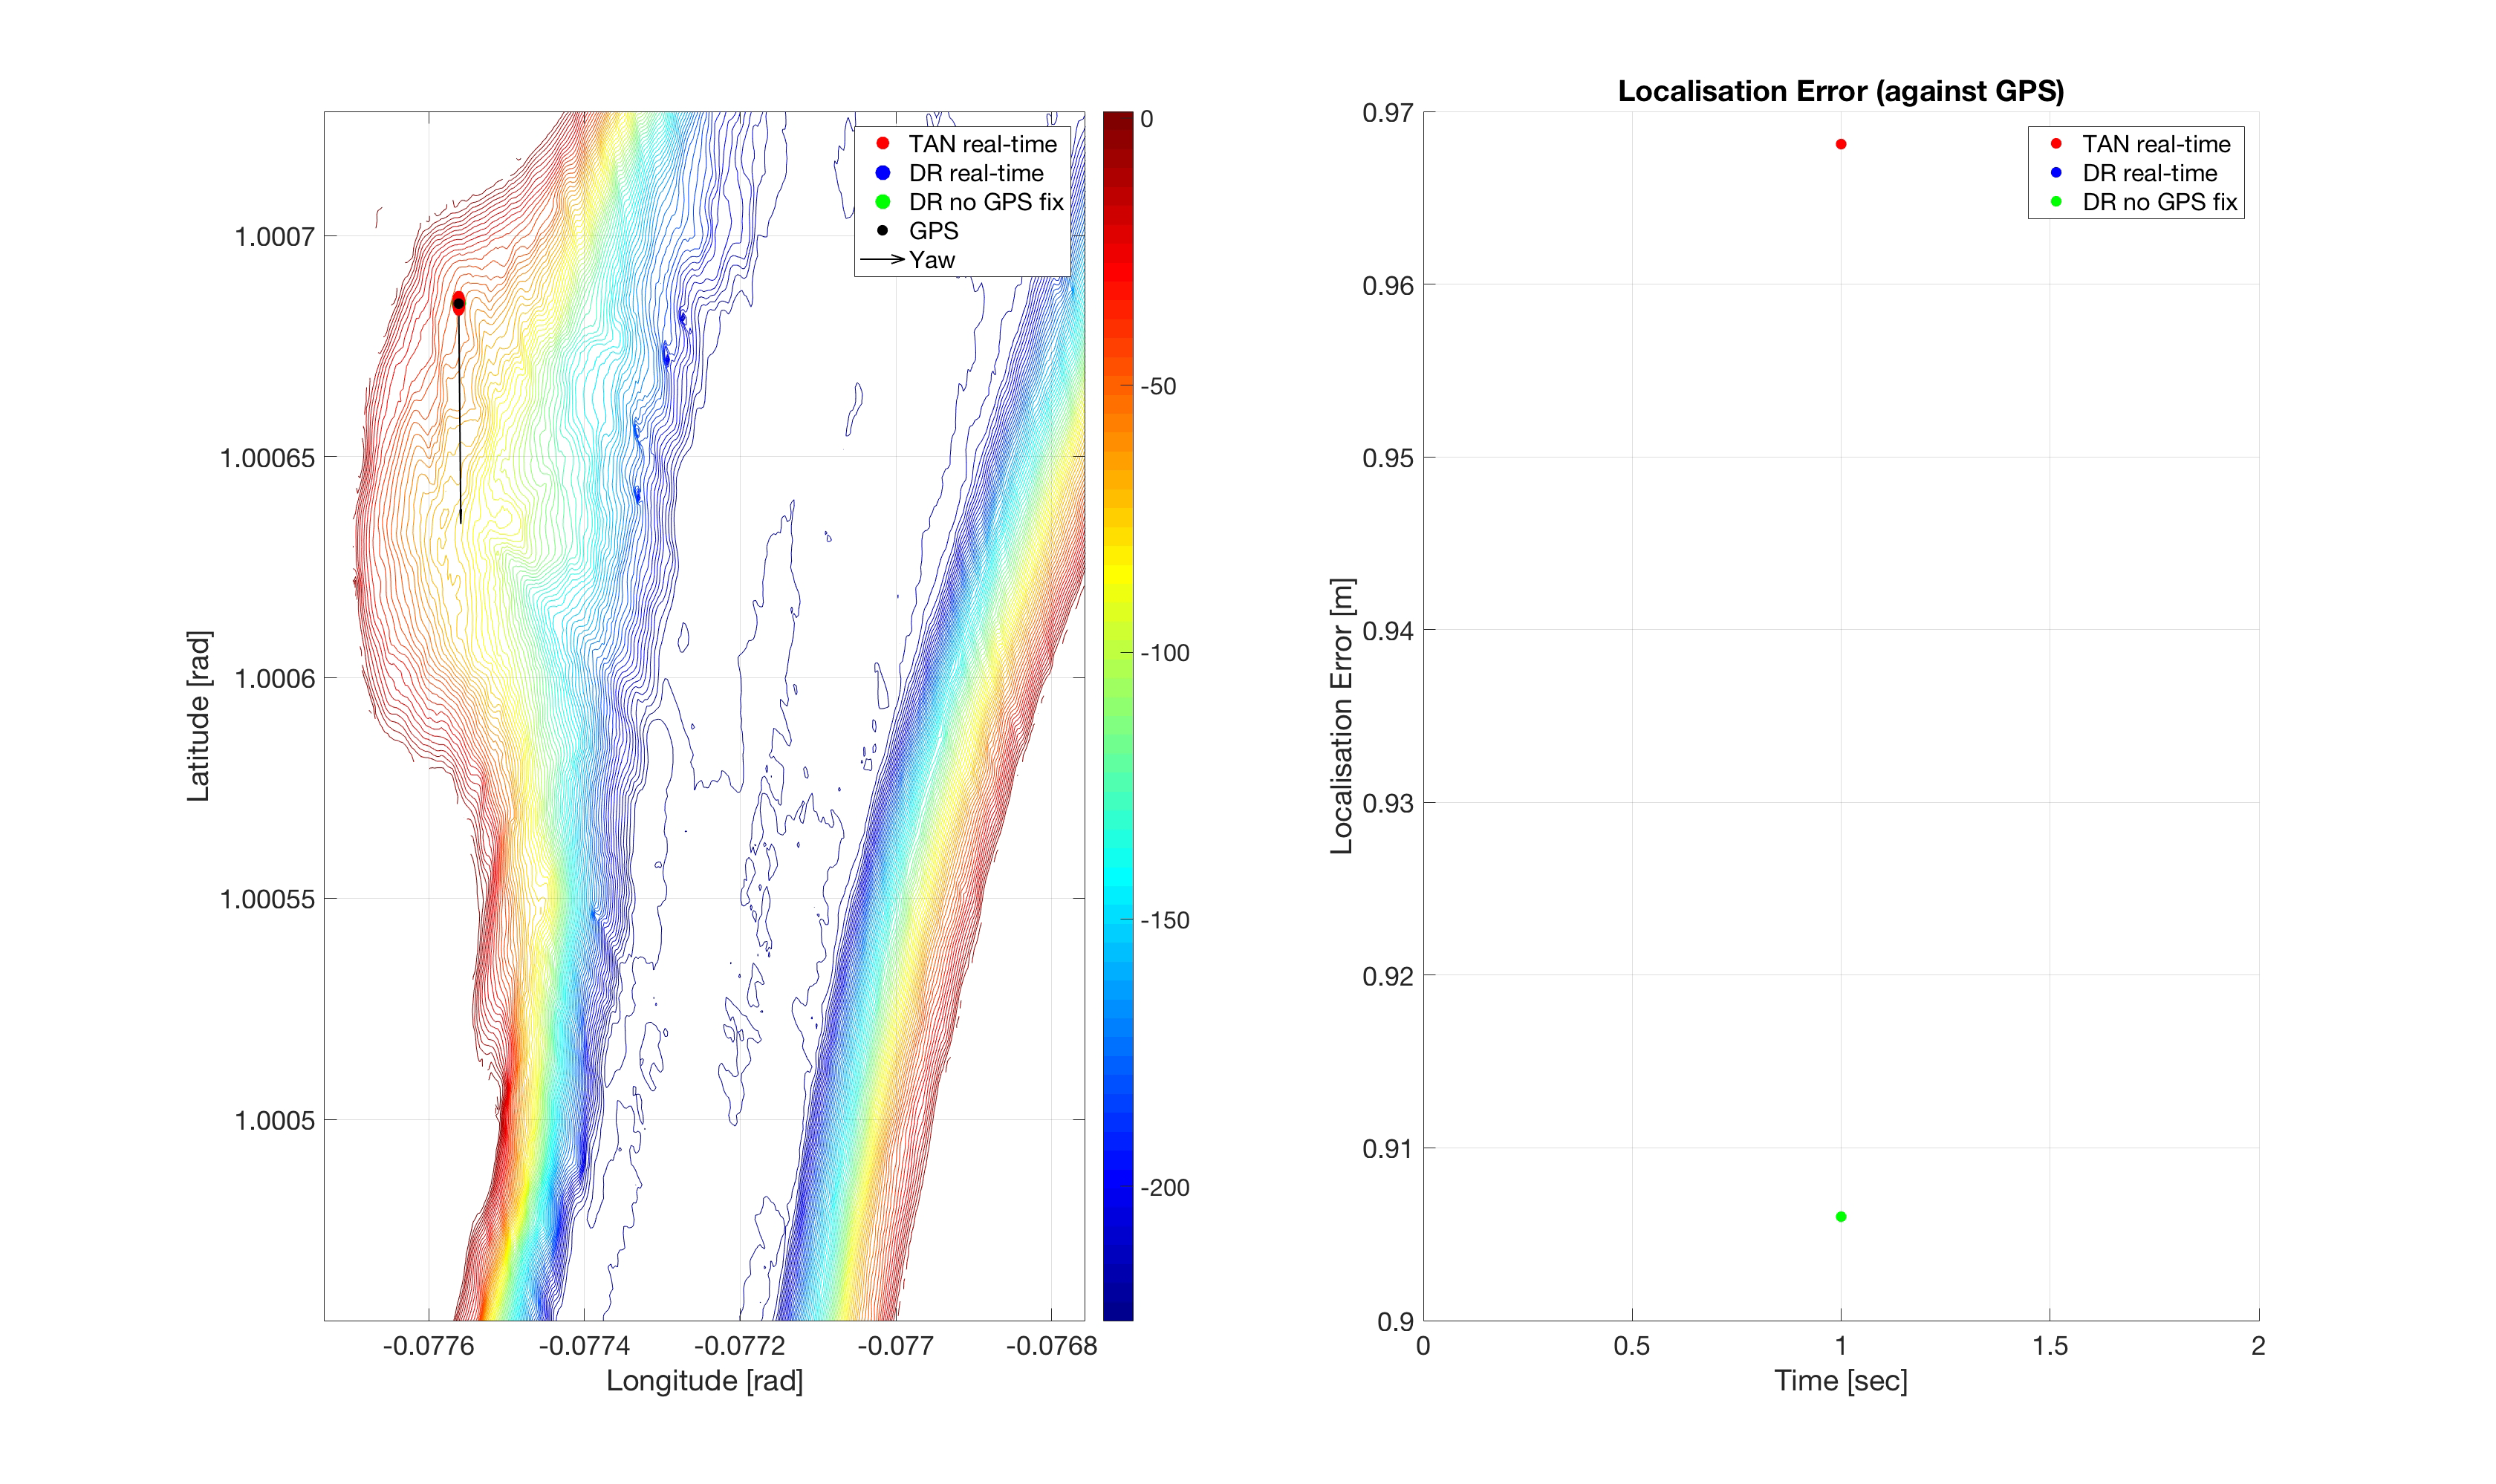 TAN real-time
DR real-time
DR no GPS fix
GPS
Yaw
1.0007
1.00065
1.0006
1.00055
1.0005
Latitude [rad]
-0.0776
-0.0774
-0.0772
-0.077
-0.0768
Longitude [rad]
0
-50
-100
-150
-200
Localisation Error (against GPS)
TAN real-time
DR real-time
DR no GPS fix
0.97
0.96
0.95
0.94
0.93
0.92
0.91
0.9
Localisation Error [m]
0
0.5
1
1.5
2
Time [sec]